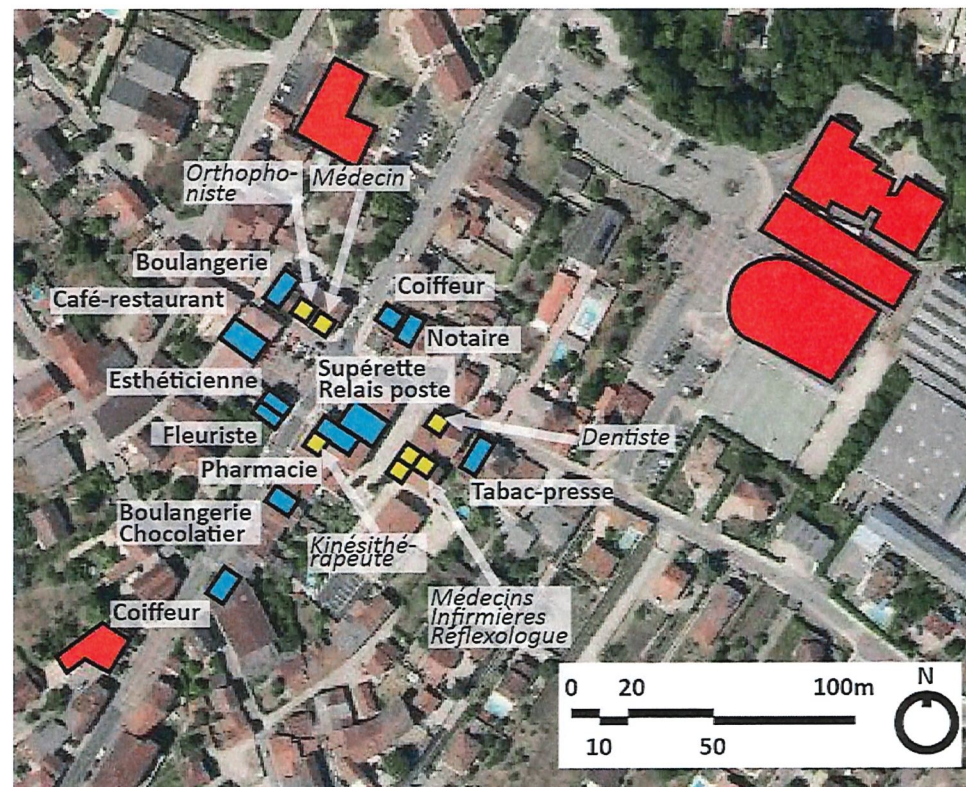 Orthopho-
niste
Médecin
Boulangerie
Café-restaurant
Coiffeur
Notaire
Esthéticienne
Supérette
Relais poste
Fleuriste
Dentiste
Pharmacie
Tabac-presse
Boulangerie
Chocolatier
Kinésithé-
rapeute
Médecins
Infirmières
Réflexologue
Coiffeur
0 20 100m
10 50
N